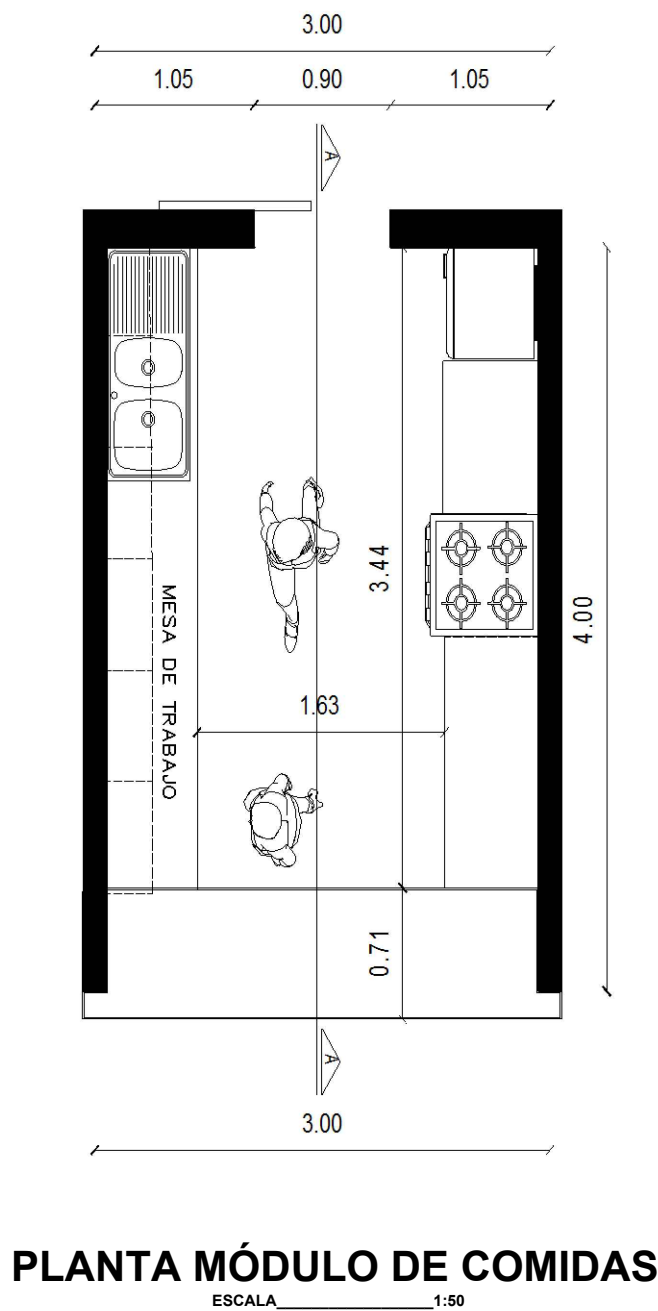 3.00
1.05 0.90 1.05
A
3.44
4.00
MESA DE TRABAJO
1.63
0.71
A
3.00
PLANTA MÓDULO DE COMIDAS
ESCALA__________________1:50